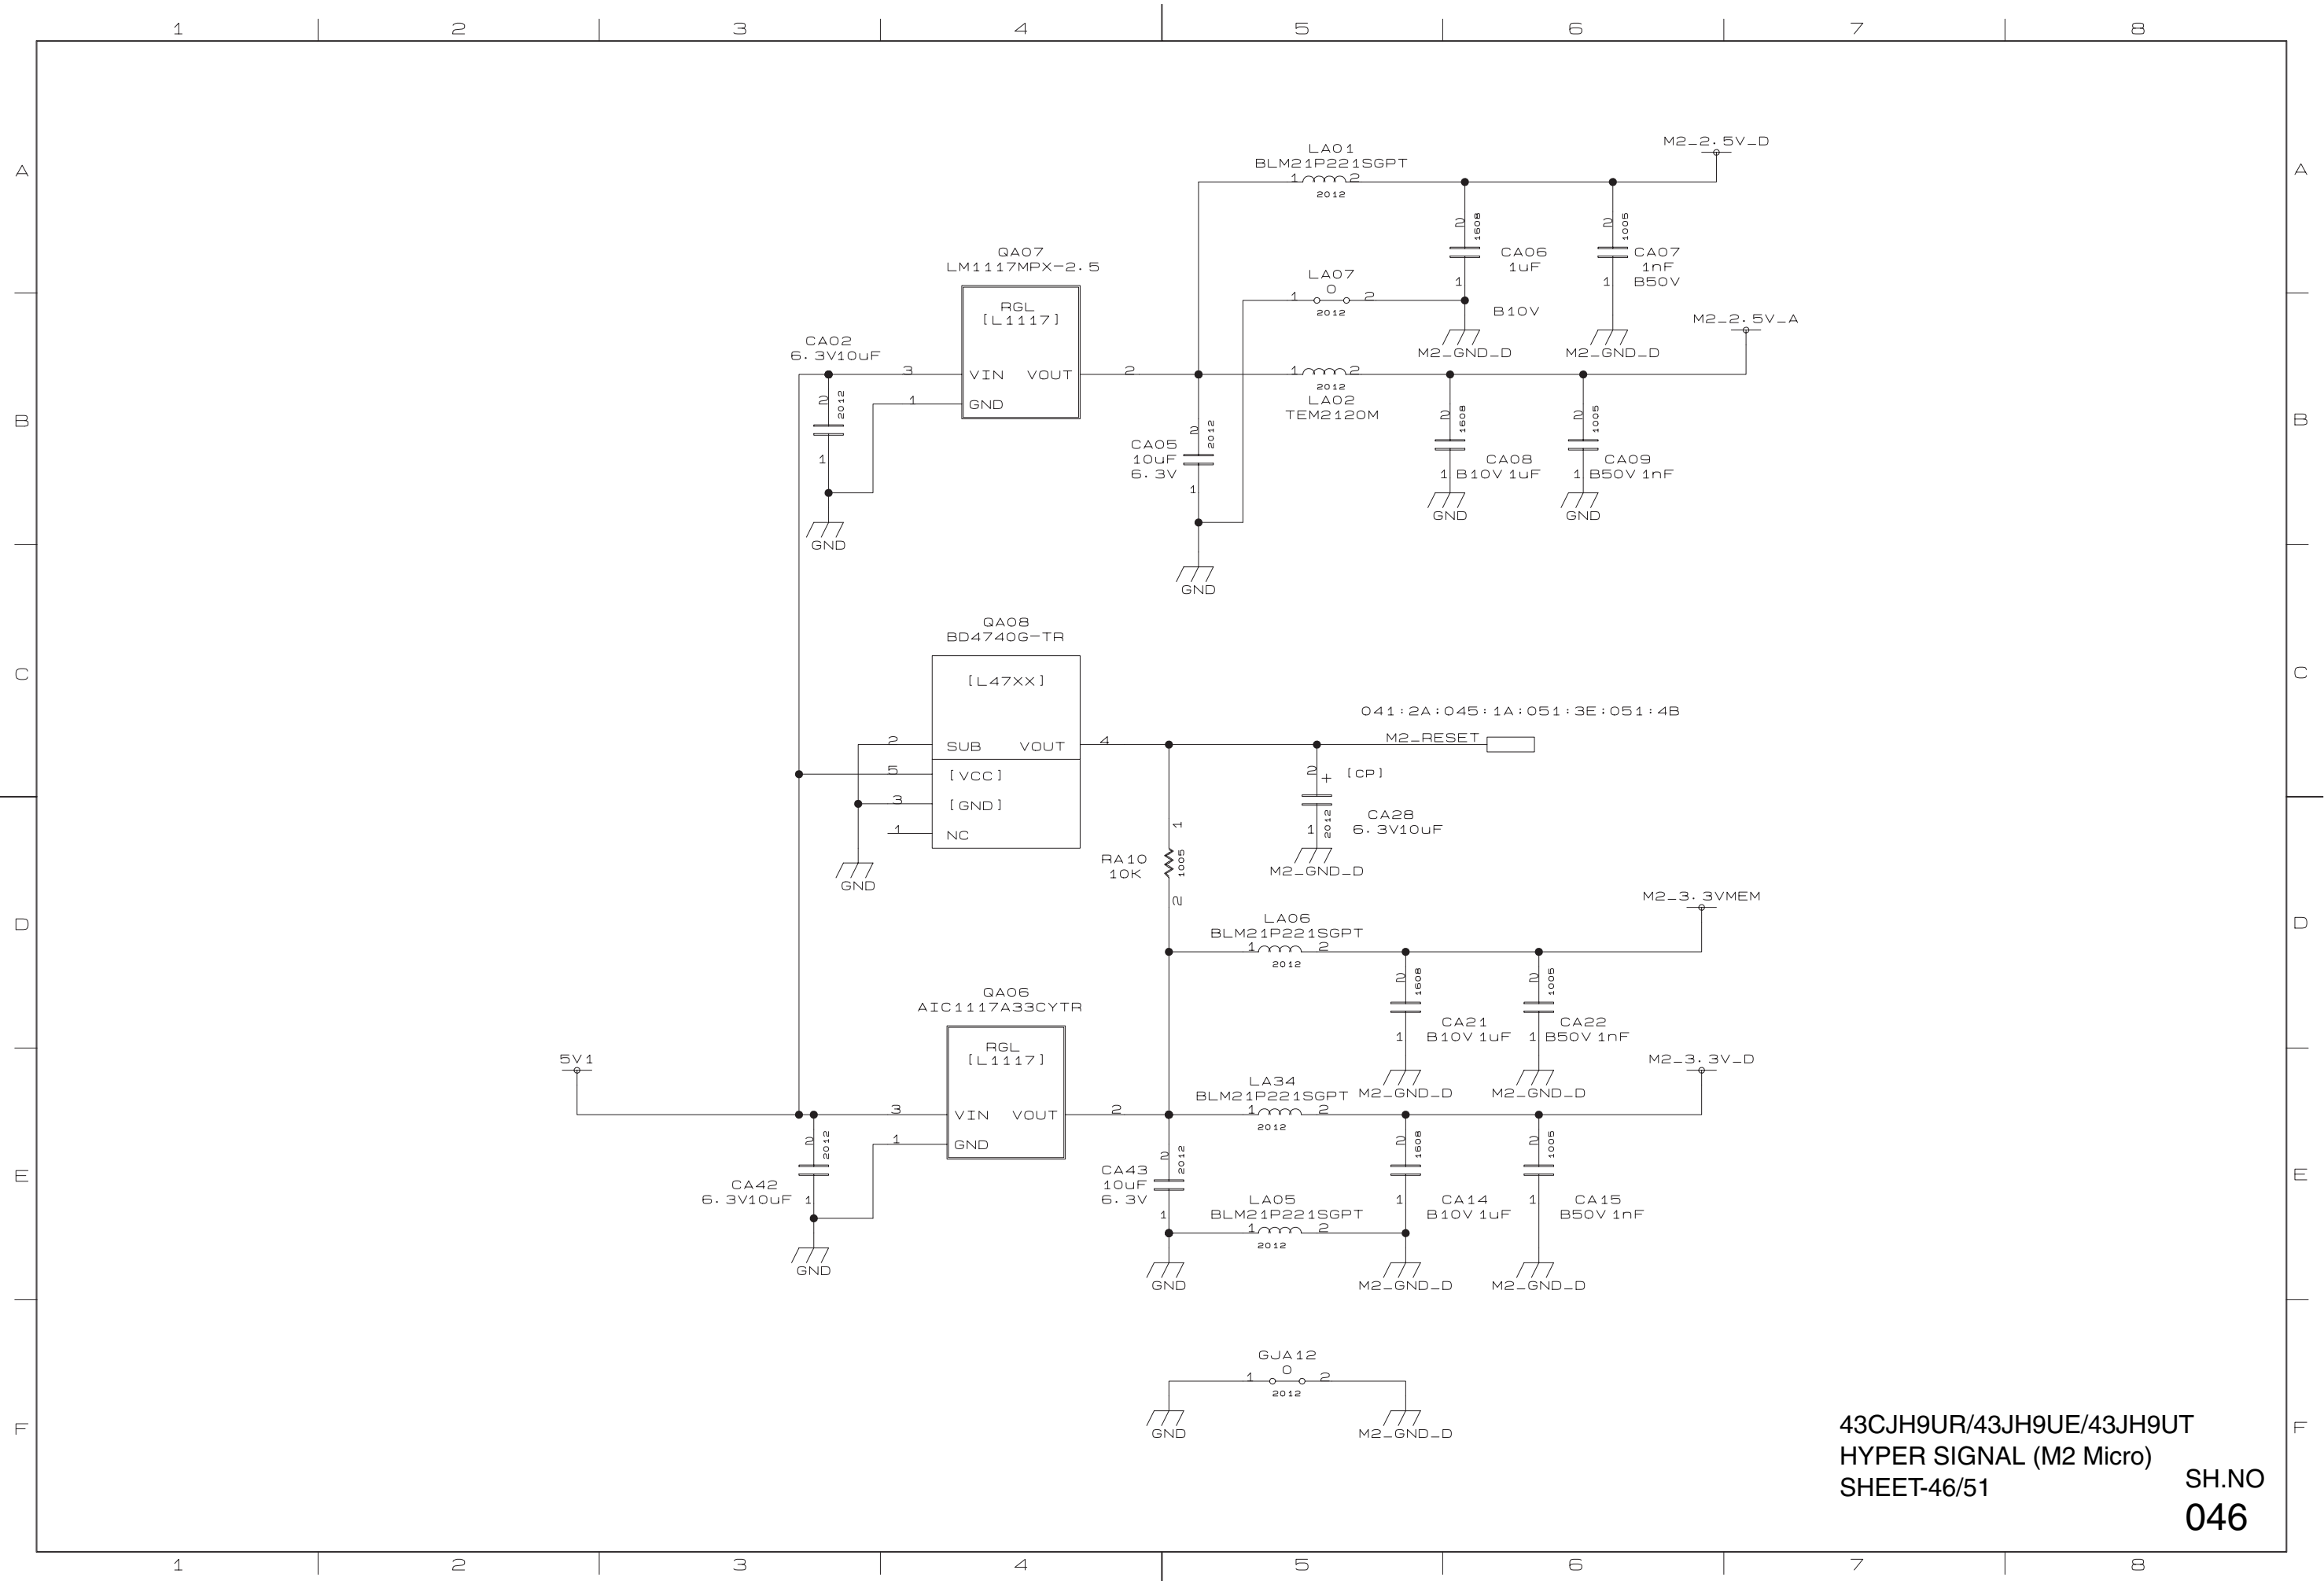 1 2 3 4 5 6 7 8
A
M2_2.5V_D
LA01
BLM21P221SGPT
1 2
2012
A
2
1608
CA06
1uF
1
B10V
2
1005
CA07
1nF
B50V
1
QA07
LM1117MPX-2.5
RGL
[L1117]
VIN VOUT
GND
3
1
2
LA07
0
1 2
2012
M2_GND_D
M2_GND_D
M2_2.5V_A
CA02
6.3V10uF
2
2012
1
GND
B
1 2
2012
LA02
TEM2120M
B
CA05
10uF
6.3V
2
2012
1
GND
2
1608
CA08
1 B10V 1uF
GND
2
1005
CA09
1 B50V 1nF
GND
QA08
BD4740G-TR
[L47XX]
SUB VOUT
[VCC]
[GND]
NC
2
5
3
1
4
GND
C
C
041:2A:045:1A:051:3E:051:4B
M2_RESET
2
+
[CP]
CA28
6.3V10uF
1
2012
M2_GND_D
1
RA10
10K
1005
2
D
D
M2_3.3VMEM
LA06
BLM21P221SGPT
1 2
2012
2
1608
CA21
1 B10V 1uF
M2_GND_D
2
1005
CA22
1 B50V 1nF
M2_GND_D
QA06
AIC1117A33CYTR
RGL
[L1117]
VIN VOUT
GND
3
1
2
5V1
M2_3.3V_D
LA34
BLM21P221SGPT
1 2
2012
E
E
2
2012
CA42
6.3V10uF
1
GND
CA43
10uF
6.3V
2
2012
1
GND
LA05
BLM21P221SGPT
1 2
2012
2
1608
1
CA14
B10V 1uF
M2_GND_D
2
1005
1
CA15
B50V 1nF
M2_GND_D
GJA12
0
1 2
2012
GND
M2_GND_D
F
F
43CJH9UR/43JH9UE/43JH9UT
HYPER SIGNAL (M2 Micro)
SHEET-46/51
SH.NO
046
1 2 3 4 5 6 7 8